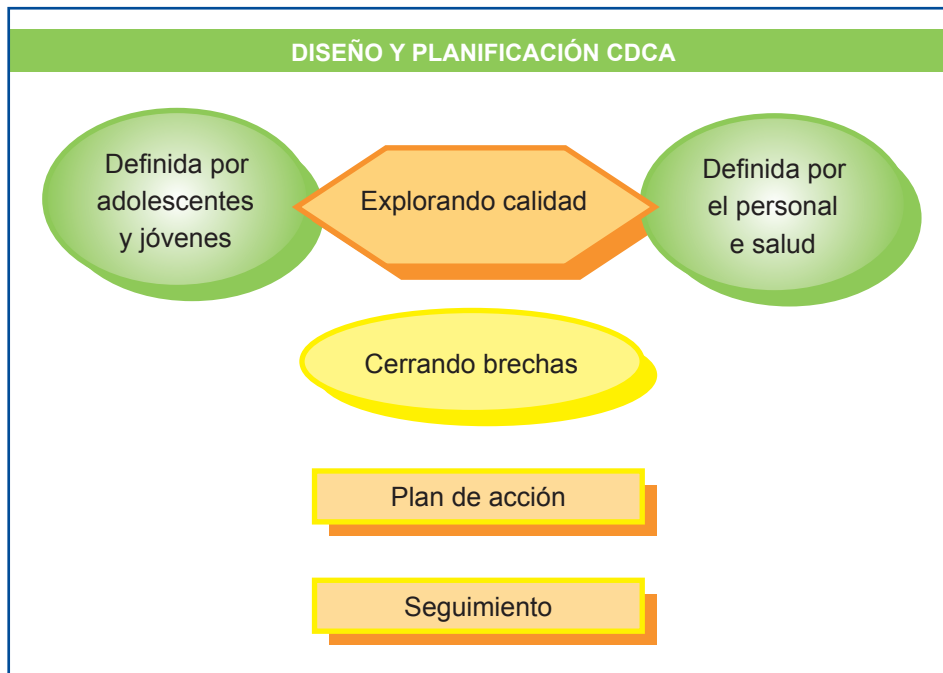 DISEÑO Y PLANIFICACIÓN CDCA
Definida por
adolescentes
y jóvenes
Explorando calidad
Definida por
el personal
e salud
Cerrando brechas
Plan de acción
Seguimiento